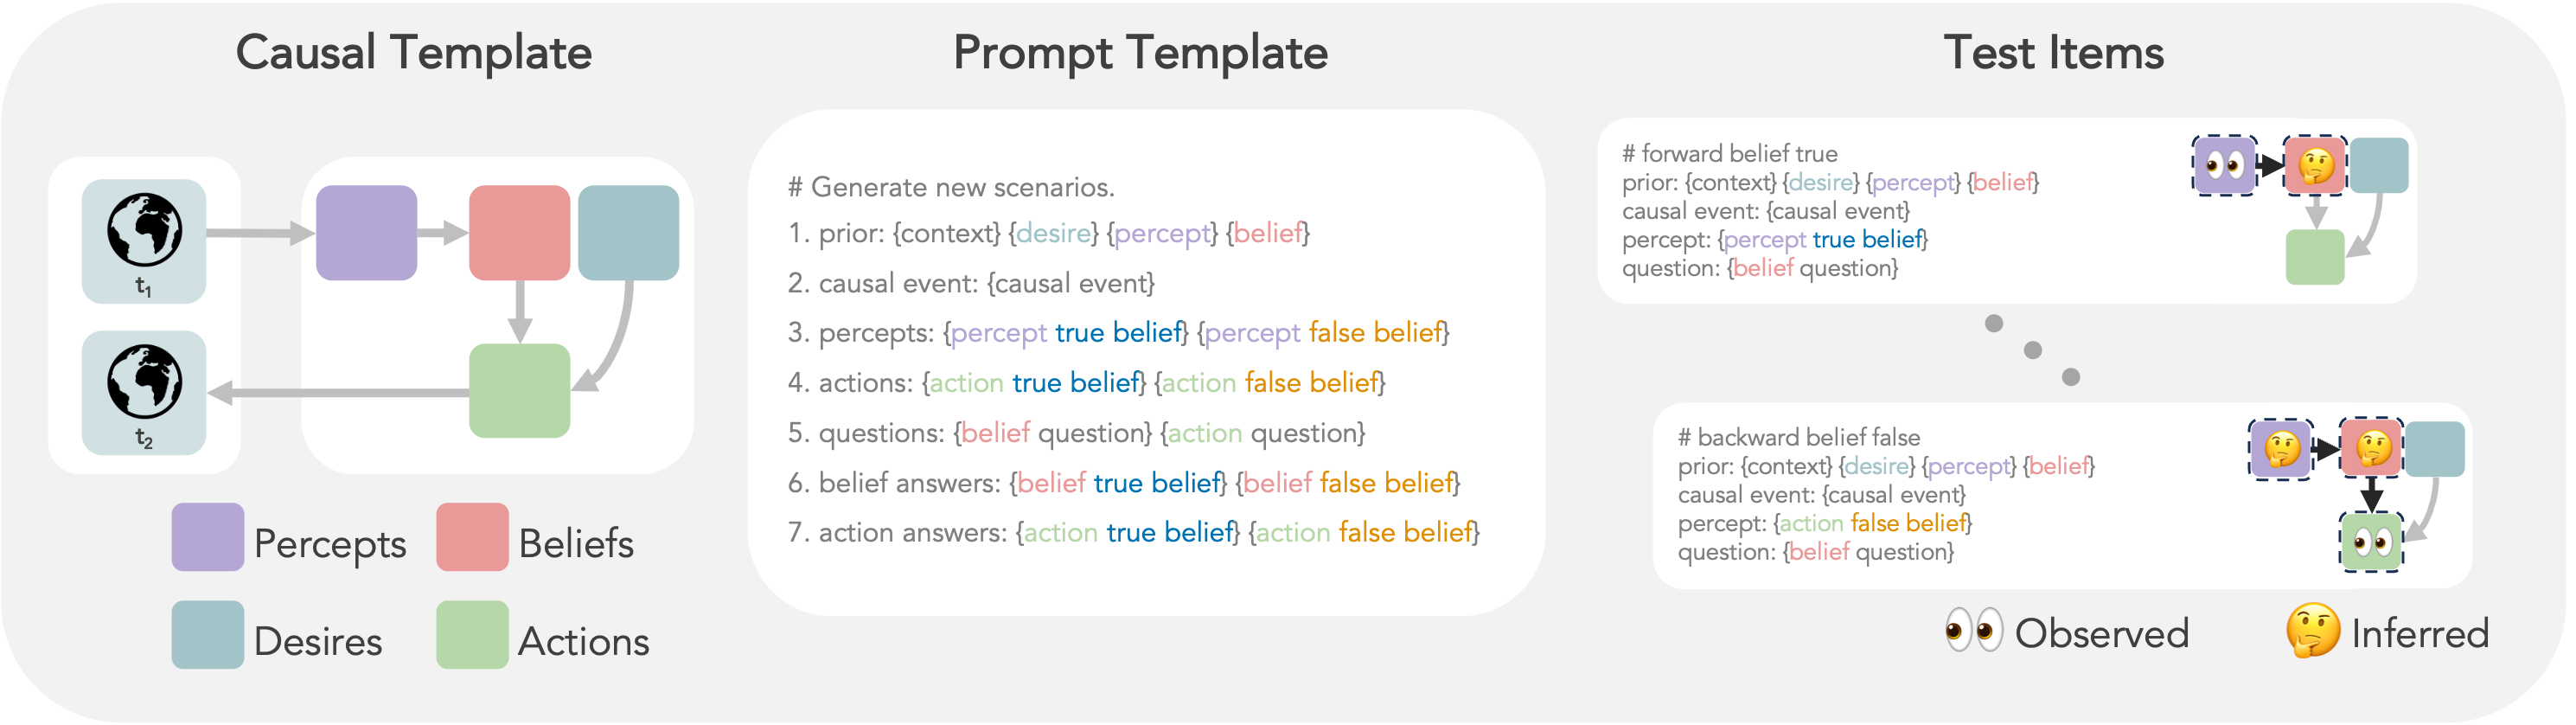 Causal Template
t1
t2
Percepts
Beliefs
Desires
Actions
Prompt Template
# Generate new scenarios.
1. prior: {context} {desire} {percept} {belief}
2. causal event: {causal event}
3. percepts: {percept true belief} {percept false belief}
4. actions: {action true belief} {action false belief}
5. questions: {belief question} {action question}
6. belief answers: {belief true belief} {belief false belief}
7. action answers: {action true belief} {action false belief}
Test Items
# forward belief true
prior: {context} {desire} {percept} {belief}
causal event: {causal event}
percept: {percept true belief}
question: {belief question}
# backward belief false
prior: {context} {desire} {percept} {belief}
causal event: {causal event}
percept: {action false belief}
question: {belief question}
Observed
Inferred